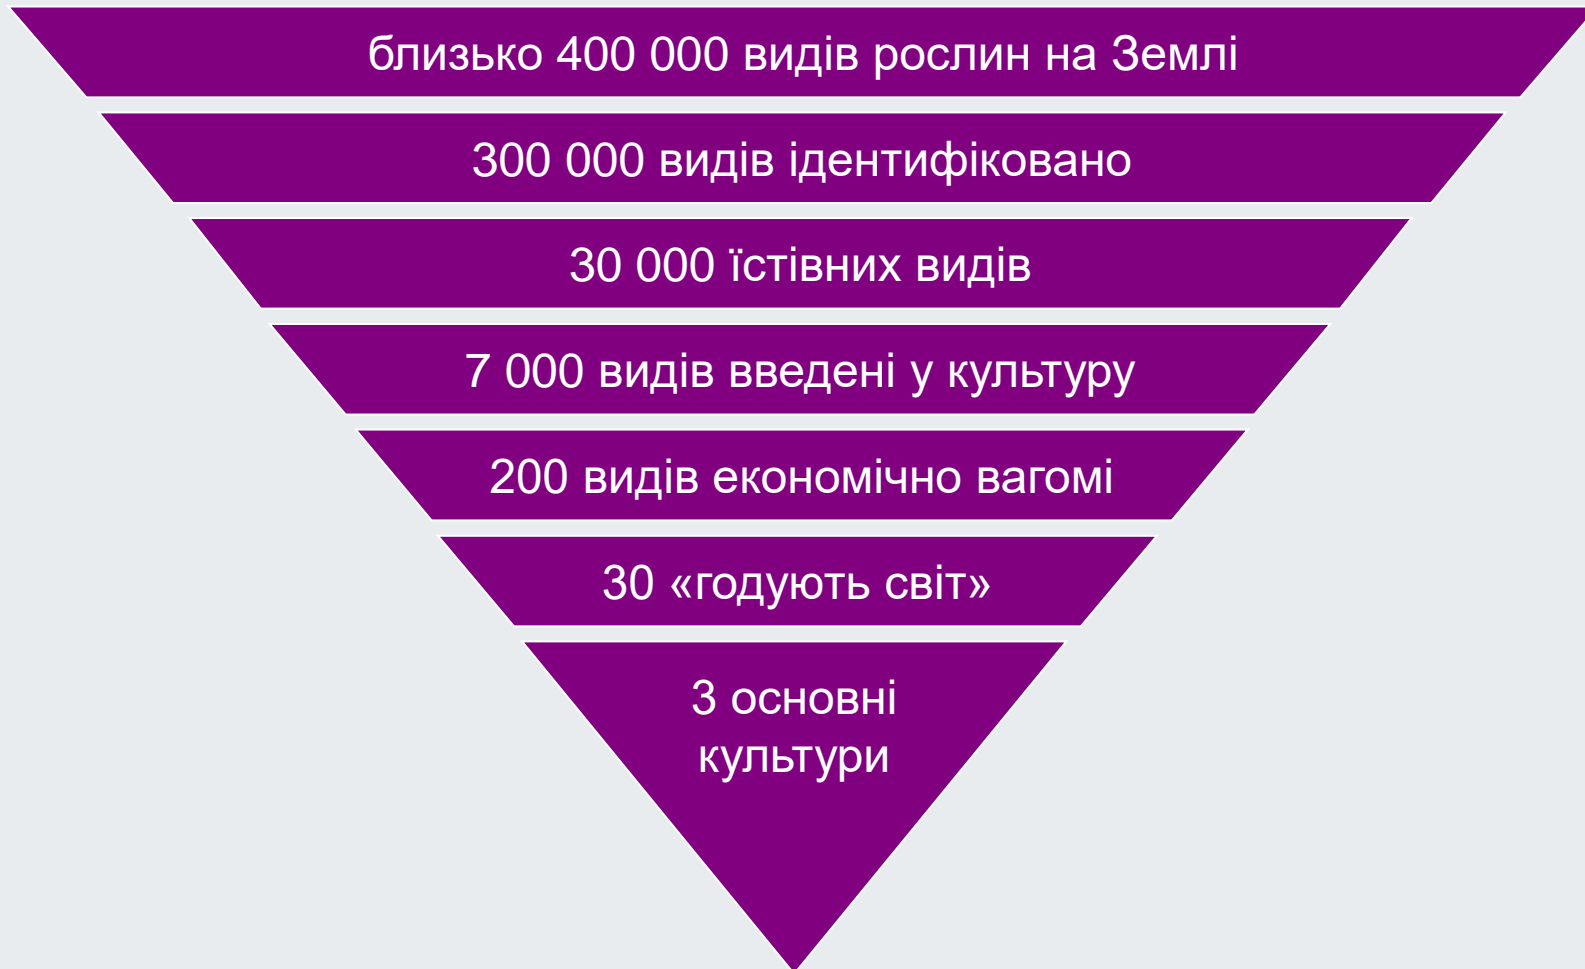 близько 400 000 видів рослин на Землі
300 000 видів ідентифіковано
30 000 їстівних видів
7 000 видів введені у культуру
200 видів економічно вагомі
30 «годують світ»
3 основні
культури